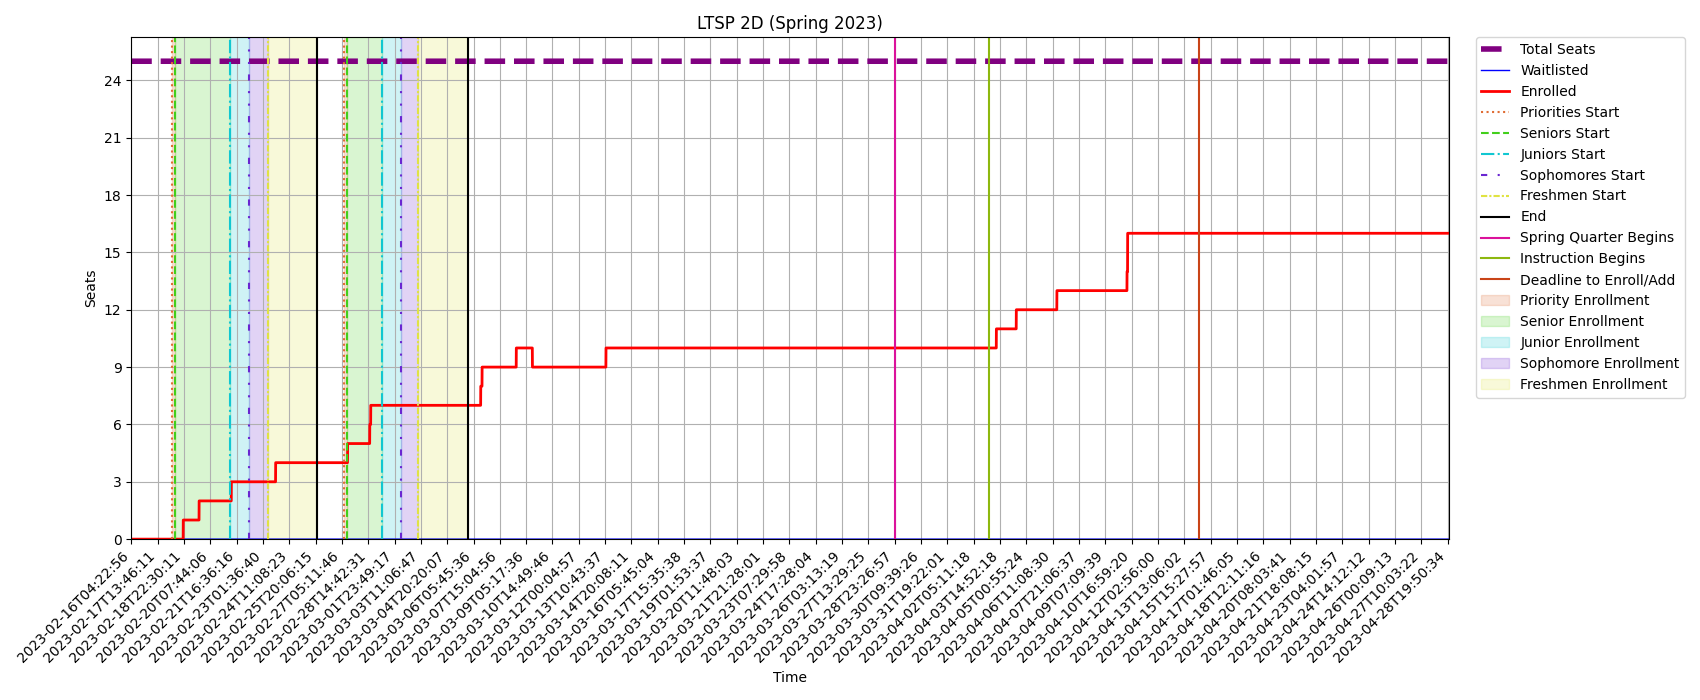 LTSP 2D (Spring 2023)
Seats
24
21
18
15
12
9
6
3
0
2023-02-16T04:22:56
2023-02-17T13:46:11
2023-02-18T22:30:11
2023-02-20T07:44:06
2023-02-21T16:36:16
2023-02-23T01:36:40
2023-02-24T11:08:23
2023-02-25T20:06:15
2023-02-27T05:11:46
2023-02-28T14:42:31
2023-03-01T23:49:17
2023-03-03T11:06:47
2023-03-04T20:20:07
2023-03-06T05:45:36
2023-03-07T15:04:56
2023-03-09T05:17:36
2023-03-10T14:49:46
2023-03-12T00:04:57
2023-03-13T10:43:37
2023-03-14T20:08:11
2023-03-16T05:45:04
2023-03-17T15:35:38
2023-03-19T01:53:37
2023-03-20T11:48:03
2023-03-21T21:28:01
2023-03-23T07:29:58
2023-03-24T17:28:04
2023-03-26T03:13:19
2023-03-27T13:29:25
2023-03-28T23:26:57
2023-03-30T09:39:26
2023-03-31T19:22:01
2023-04-02T05:11:18
2023-04-03T14:52:18
2023-04-05T00:55:24
2023-04-06T11:08:30
2023-04-07T21:06:37
2023-04-09T07:09:39
2023-04-10T16:59:20
2023-04-12T02:56:00
2023-04-13T13:06:02
2023-04-15T15:27:57
2023-04-17T01:46:05
2023-04-18T12:11:16
2023-04-20T08:03:41
2023-04-21T18:08:15
2023-04-23T04:01:57
2023-04-24T14:12:12
2023-04-26T00:09:13
2023-04-27T10:03:22
2023-04-28T19:50:34
Time
Total Seats
Waitlisted
Enrolled
Priorities Start
Seniors Start
Juniors Start
Sophomores Start
Freshmen Start
End
Spring Quarter Begins
Instruction Begins
Deadline to Enroll/Add
Priority Enrollment
Senior Enrollment
Junior Enrollment
Sophomore Enrollment
Freshmen Enrollment